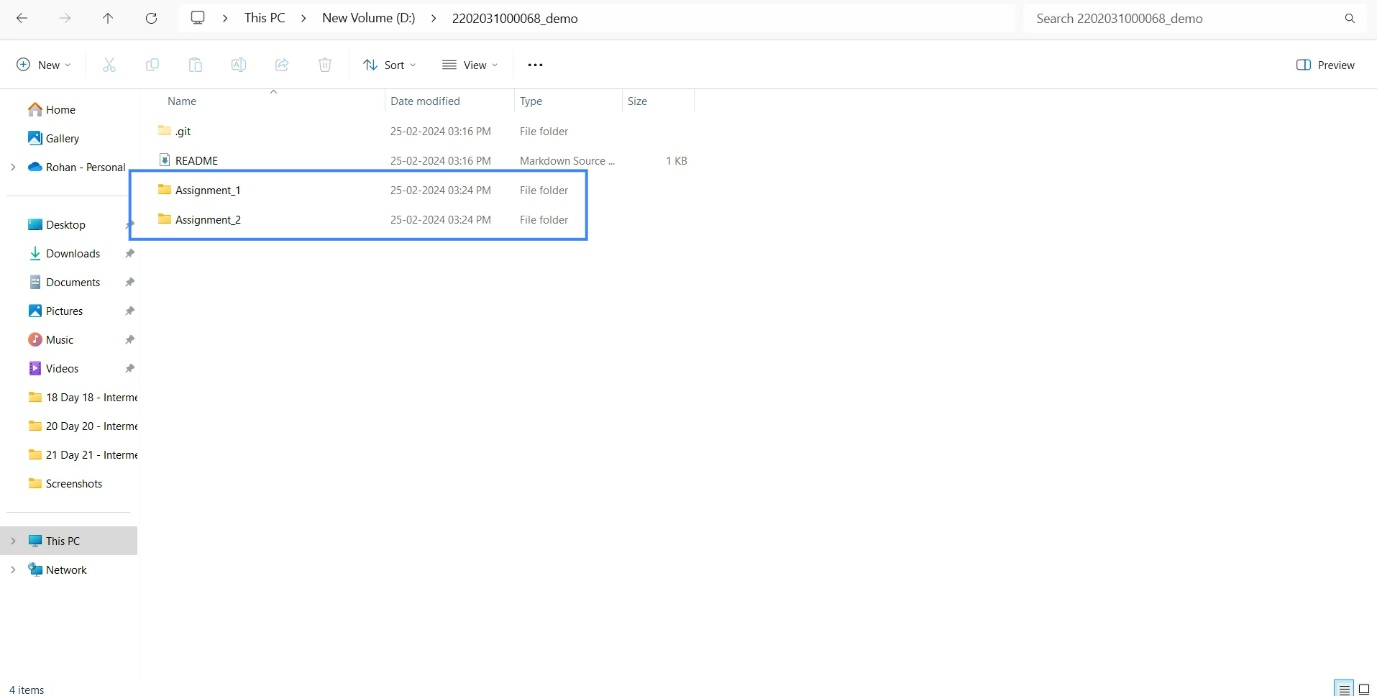 This PC > New Volume (D:) > 2202031000068_demo
Search 2202031000068_demo
New
Sort
View
Preview
Name
Date modified
Type
Size
.git 25-02-2024 03:16 PM File folder
README 25-02-2024 03:16 PM Markdown Source ... 1 KB
Assignment_1 25-02-2024 03:24 PM File folder
Assignment_2 25-02-2024 03:24 PM File folder
Home
Gallery
Rohan - Personal
Desktop
Downloads
Documents
Pictures
Music
Videos
18 Day 18 - Interme
20 Day 20 - Interme
21 Day 21 - Interme
Screenshots
This PC
Network
4 items